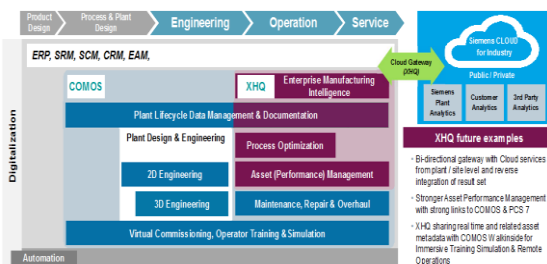 Product
Design
Process & Plant
Design
Engineering
Operation
Service
Digitalization
ERP, SRM, SCM, CRM, EAM,
COMOS
XHQ
Enterprise Manufacturing
Intelligence
Plant Lifecycle Data Management & Documentation
Plant Design & Engineering
Process Optimization
2D Engineering
Asset (Performance) Management
3D Engineering
Maintenance, Repair & Overhaul
Virtual Commissioning, Operator Training & Simulation
Automation
Cloud Gateway
(XHQ)
Siemens CLOUD
for Industry
Public / Private
Siemens
Plant
Analytics
Customer
Analytics
3rd Party
Analytics
XHQ future examples
• Bi-directional gateway with Cloud services
from plant / site level and reverse
integration of result set
• Stronger Asset Performance Management
with strong links to COMOS & PCS 7
• XHQ sharing real time and related asset
metadata with COMOS Walkinside for
Immersive Training Simulation & Remote
Operations